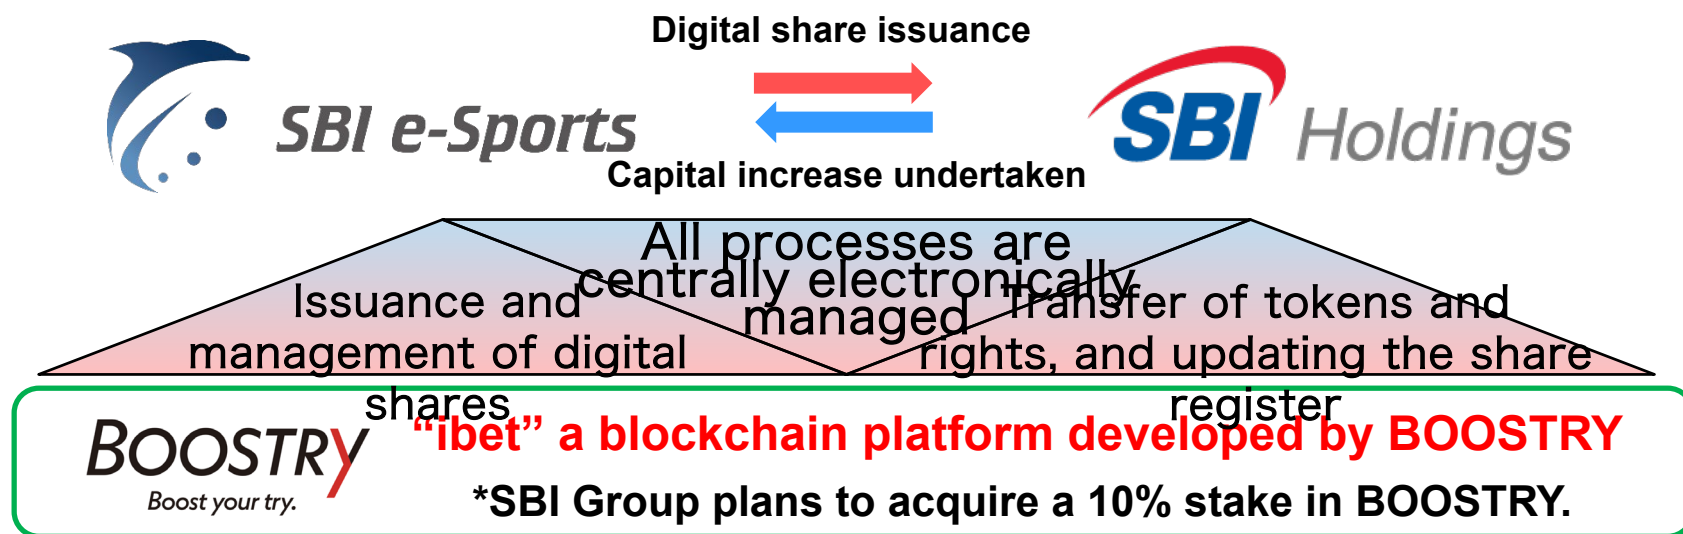 Digital share issuance
SBI e-Sports
SBI Holdings
Capital increase undertaken
All processes are
centrally electronically
managed
Issuance and
management of digital
shares
Transfer of tokens and
rights, and updating the share
register
BOOSTRY
Boost your try.
“ibet” a blockchain platform developed by BOOSTRY
*SBI Group plans to acquire a 10% stake in BOOSTRY.